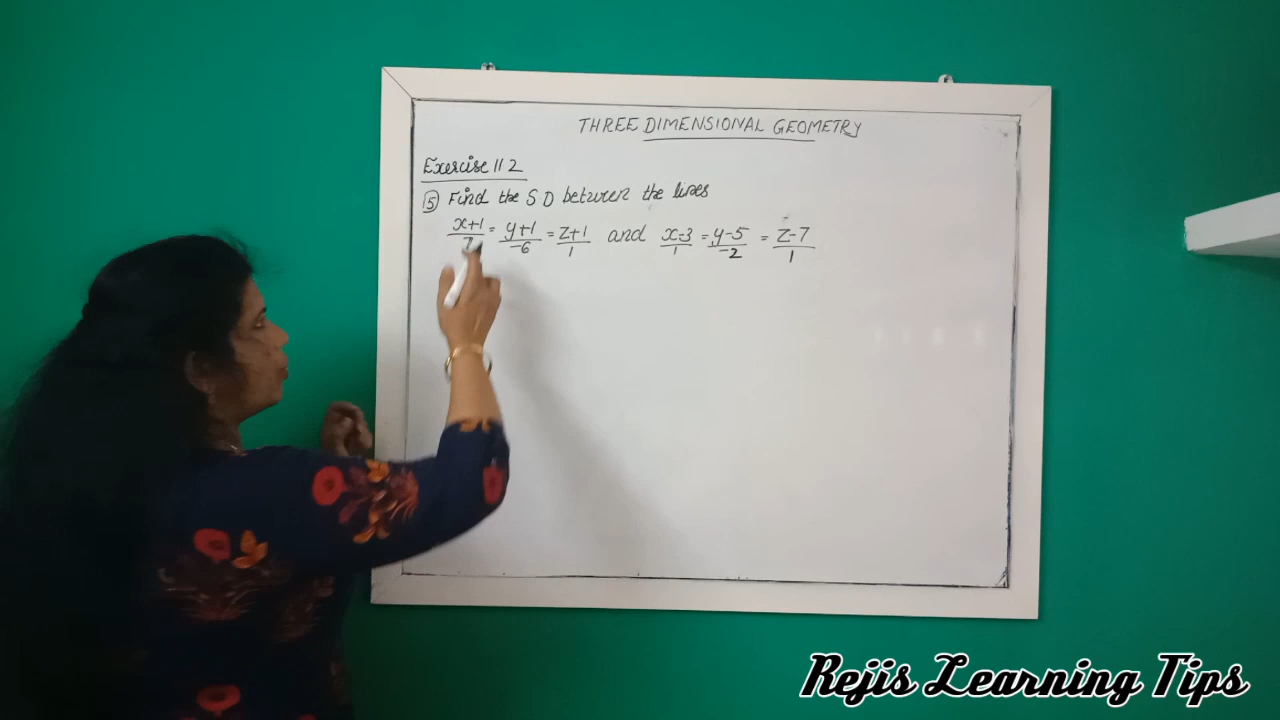 THREE DIMENSIONAL GEOMETRY
Exercise 11 2
5) Find the S D between the lines
x+1/7 = y+1/-6 = z+1/1 and x-3/1 = y-5/-2 = z-7/1
Rejis Learning Tips